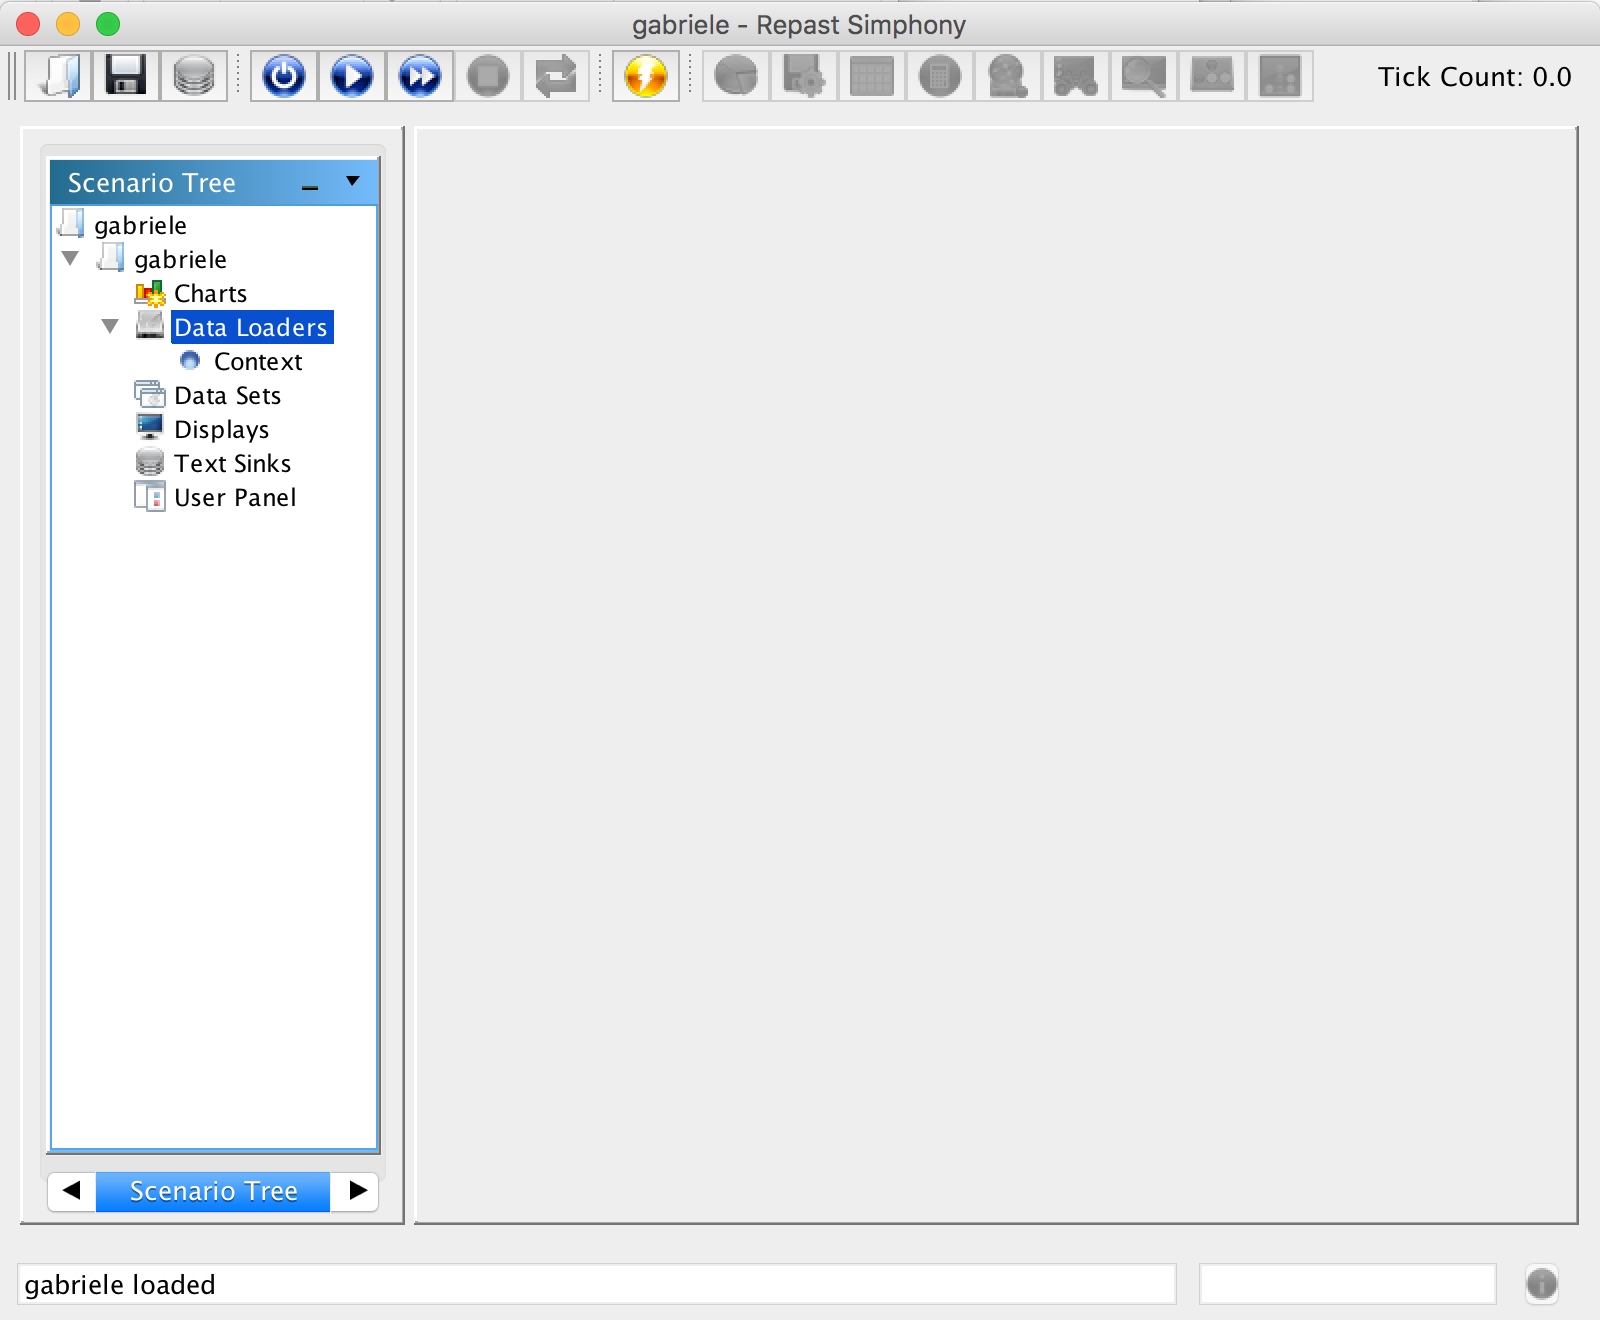 gabriele - Repast Simphony
Tick Count: 0.0
Scenario Tree
gabriele
gabriele
Charts
Data Loaders
Context
Data Sets
Displays
Text Sinks
User Panel
Scenario Tree
gabriele loaded